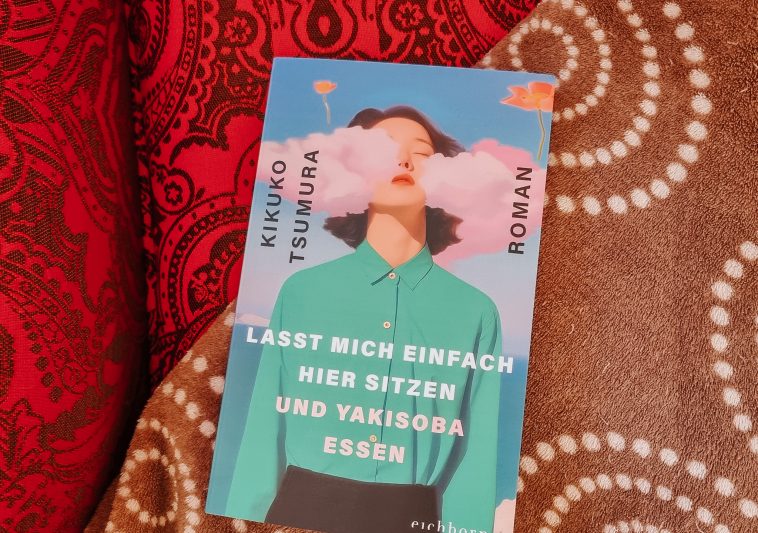 KIKUKO
TSUMURA
ROMAN
LASST MICH EINFACH
HIER SITZEN
UND YAKISOBA
ESSEN
eichborn